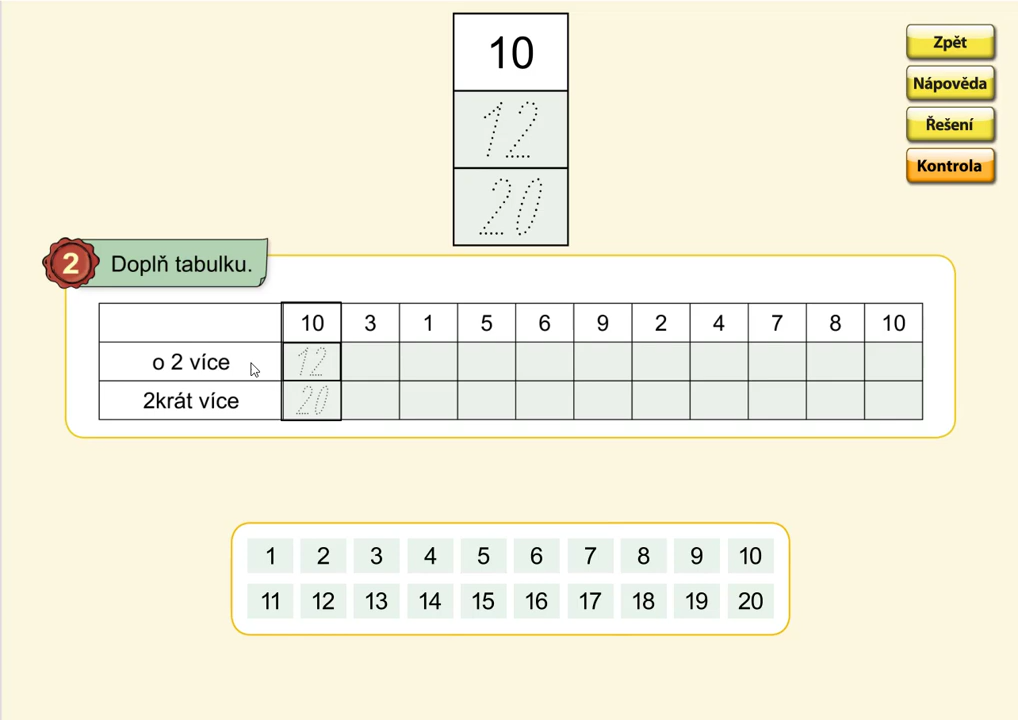 10
12
20
Zpět
Nápověda
Řešení
Kontrola
2 Doplň tabulku.
10 3 1 5 6 9 2 4 7 8 10
o 2 více 12
2krát více 20
1 2 3 4 5 6 7 8 9 10
11 12 13 14 15 16 17 18 19 20